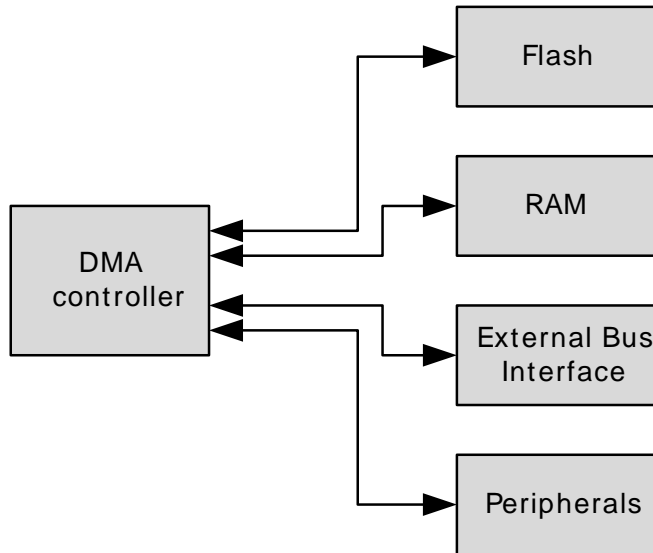 Flash
RAM
DMA
controller
External Bus
Interface
Peripherals